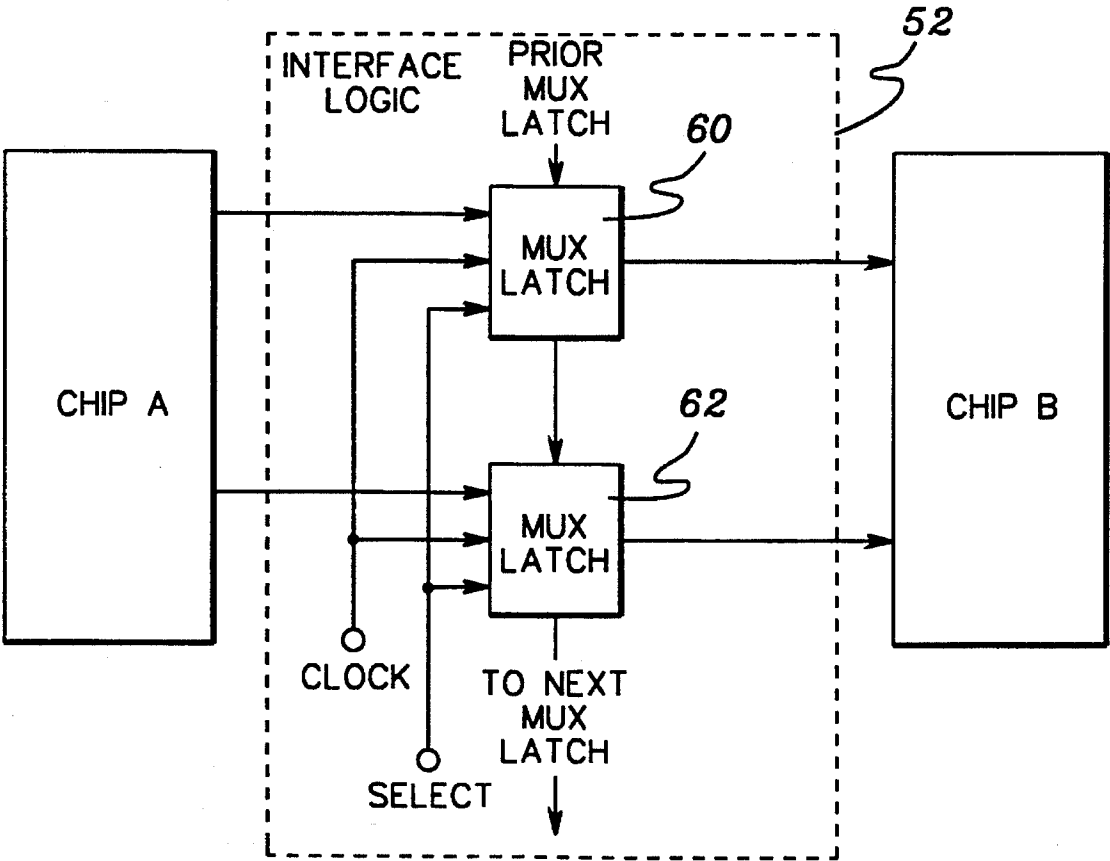 52
INTERFACE
LOGIC
PRIOR
MUX
LATCH
60
MUX
LATCH
CHIP A
CHIP B
62
MUX
LATCH
CLOCK
TO NEXT
MUX
LATCH
SELECT